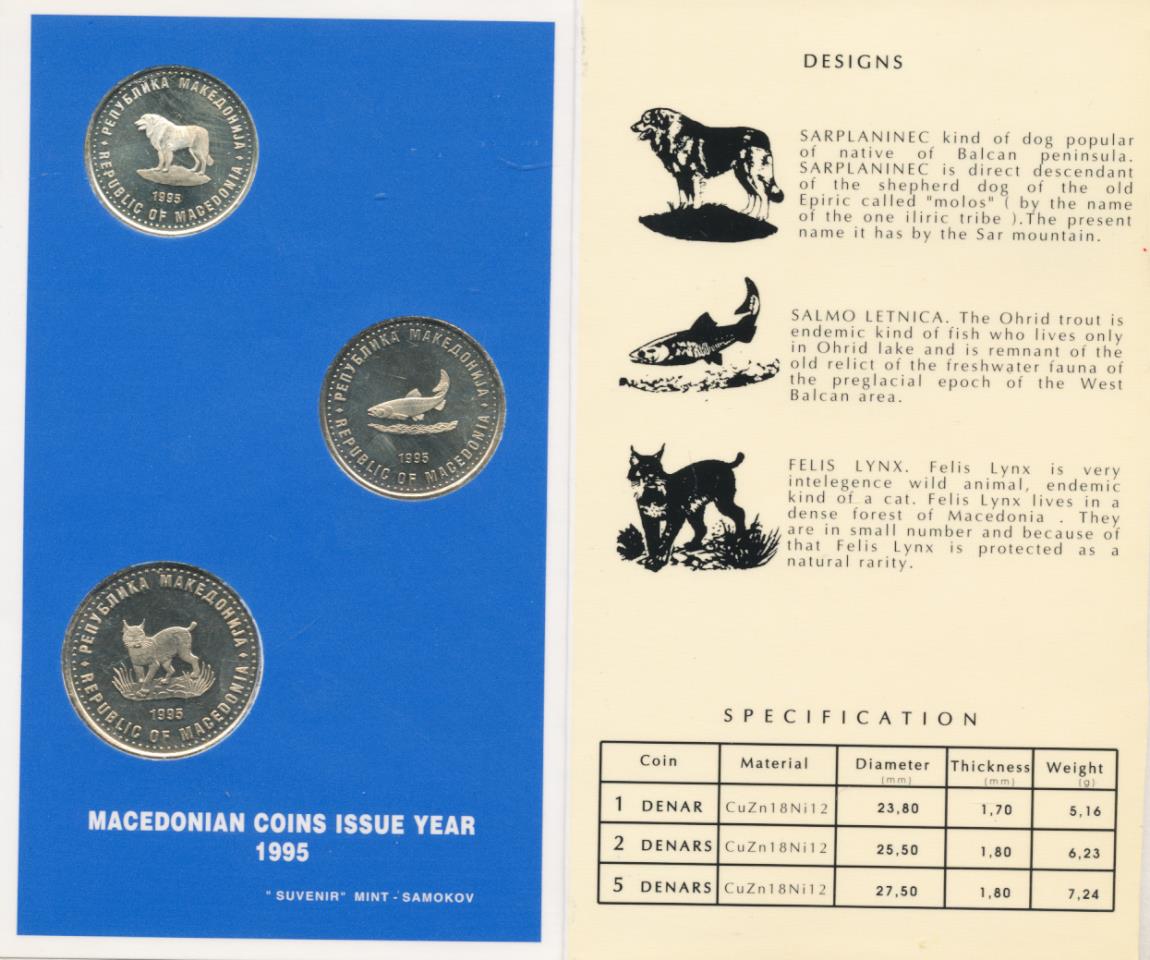 РЕПУБЛИКА МАКЕДОНИЈА
1995
REPUBLIC OF MACEDONIA
РЕПУБЛИКА МАКЕДОНИЈА
1995
REPUBLIC OF MACEDONIA
РЕПУБЛИКА МАКЕДОНИЈА
1995
REPUBLIC OF MACEDONIA
MACEDONIAN COINS ISSUE YEAR
1995
"SUVENIR" MINT - SAMOKOV
DESIGNS
SARPLANINEC kind of dog popular
of native of Balcan peninsula.
SARPLANINEC is direct descendant
of the shepherd dog of the old
Epiric called "molos" ( by the name
of the one iliric tribe ).The present
name it has by the Sar mountain.
SALMO LETNICA. The Ohrid trout is
endemic kind of fish who lives only
in Ohrid lake and is remnant of the
old relict of the freshwater fauna of
the preglacial epoch of the West
Balcan area.
FELIS LYNX. Felis Lynx is very
intelegence wild animal, endemic
kind of a cat. Felis Lynx lives in a
dense forest of Macedonia . They
are in small number and because of
that Felis Lynx is protected as a
natural rarity.
SPECIFICATION
Coin Material Diameter (mm) Thickness (mm) Weight (g)
1 DENAR CuZn18Ni12 23,80 1,70 5,16
2 DENARS CuZn18Ni12 25,50 1,80 6,23
5 DENARS CuZn18Ni12 27,50 1,80 7,24